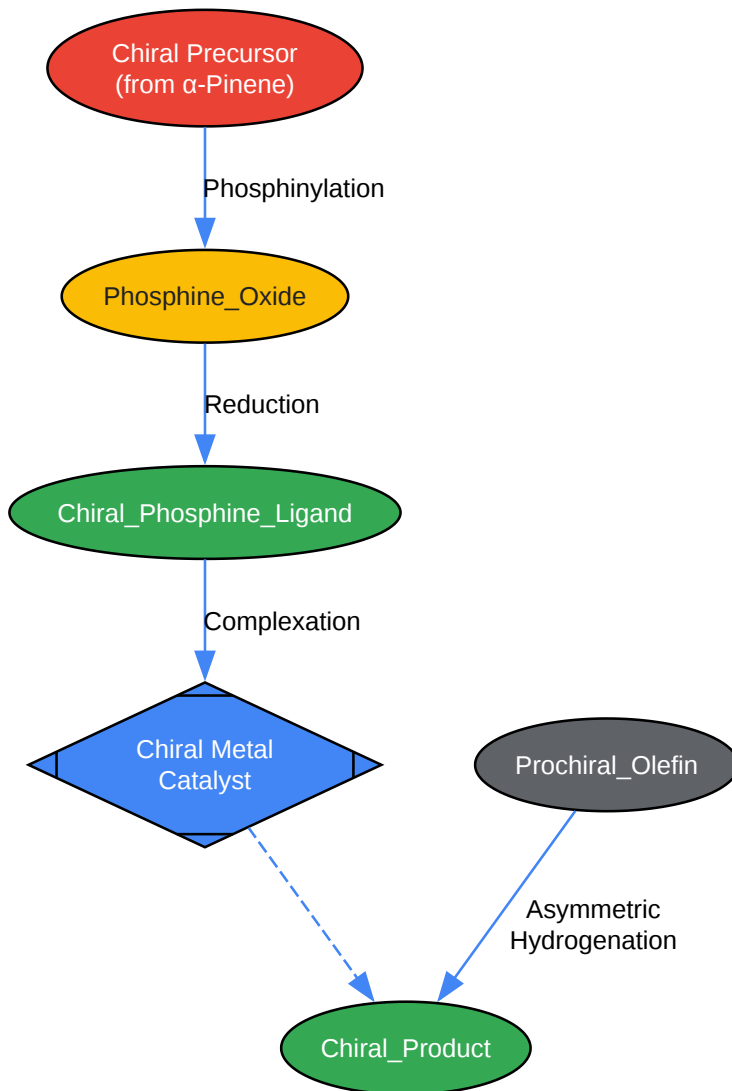 Chiral Precursor
(from α-Pinene)
Phosphinylation
Phosphine_Oxide
Reduction
Chiral_Phosphine_Ligand
Complexation
Chiral Metal
Catalyst
Prochiral_Olefin
Asymmetric
Hydrogenation
Chiral_Product